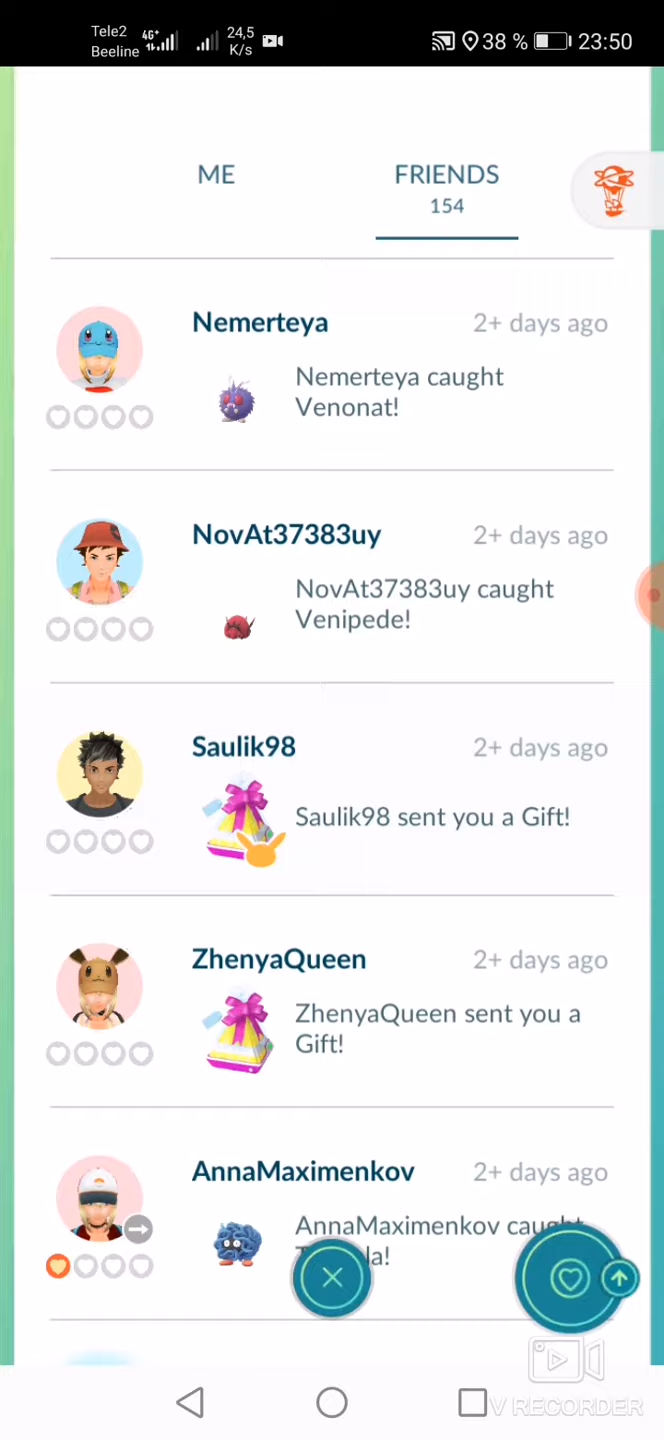 Tele2 4G+ 24,5
Beeline K/s 38 % 23:50
ME FRIENDS
154
Nemerteya 2+ days ago
Nemerteya caught
Venonat!
NovAt37383uy 2+ days ago
NovAt37383uy caught
Venipede!
Saulik98 2+ days ago
Saulik98 sent you a Gift!
ZhenyaQueen 2+ days ago
ZhenyaQueen sent you a
Gift!
AnnaMaximenkov 2+ days ago
AnnaMaximenkov caught
V RECORDER